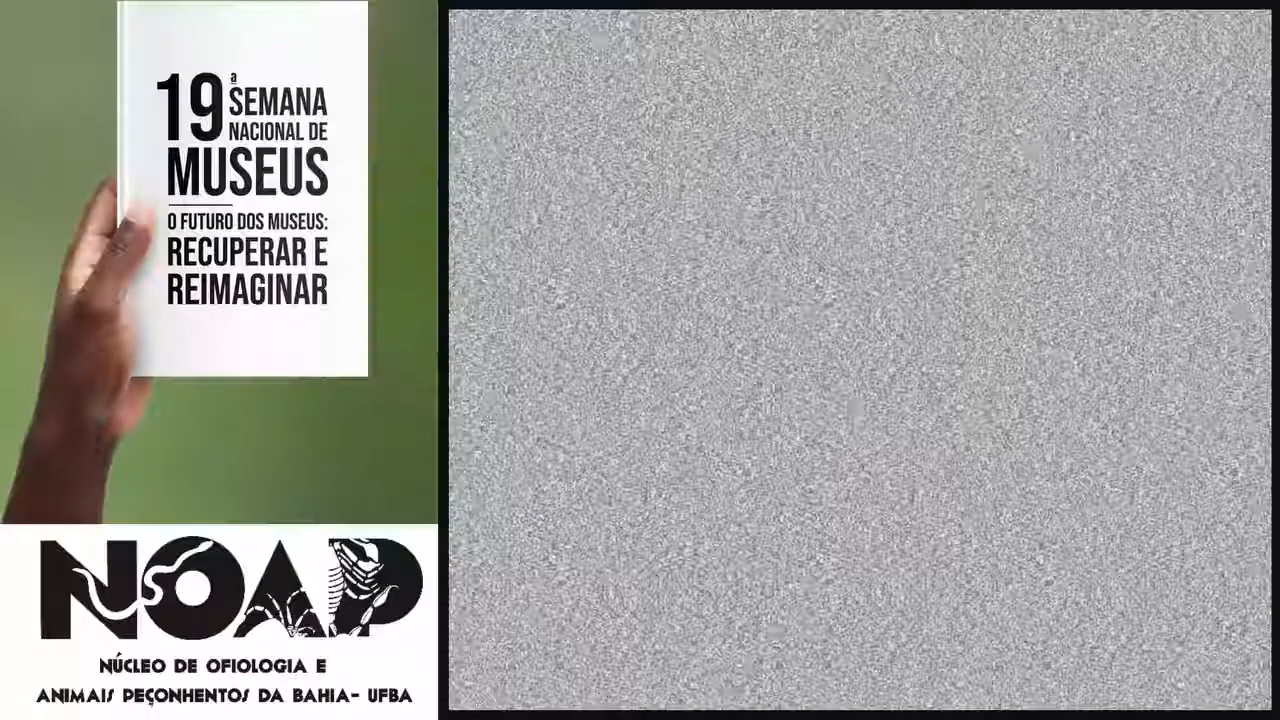 19ª SEMANA
NACIONAL DE
MUSEUS
O FUTURO DOS MUSEUS:
RECUPERAR E
REIMAGINAR
NOAP
NÚCLEO DE OFIOLOGIA E
ANIMAIS PEÇONHENTOS DA BAHIA- UFBA